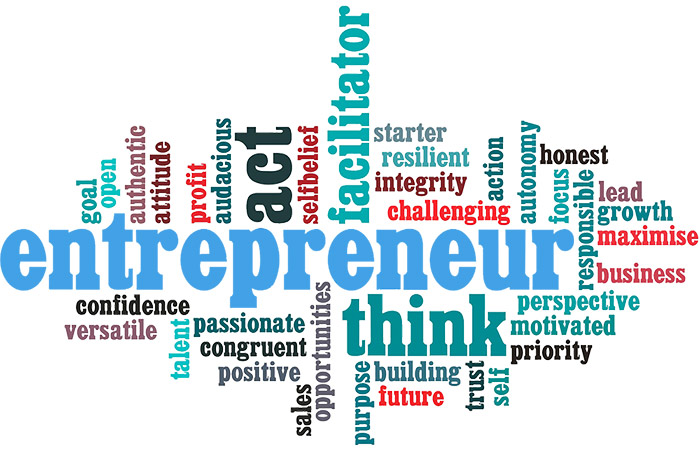 goal
open
authentic
attitude
profit
audacious
act
selfbelief
facilitator
starter
resilient
integrity
challenging
action
autonomy
honest
focus
responsible
lead
growth
maximise
business
entrepreneur
confidence
versatile
talent
passionate
congruent
positive
sales
opportunities
think
purpose
building
future
trust
self
perspective
motivated
priority